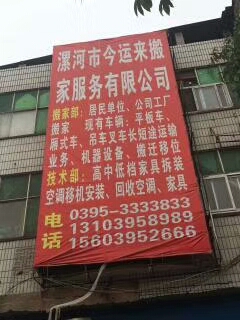 漯河市今运来搬
家服务有限公司
搬家部：居民单位、公司工厂
搬家　现有车辆：平板车、
厢式车、吊车叉车长短途运输
业务、机器设备、搬迁移位
技术部：高中低档家具拆装
空调移机安装、回收空调、家具
电话
0395-3333833
13103958989
15603952666